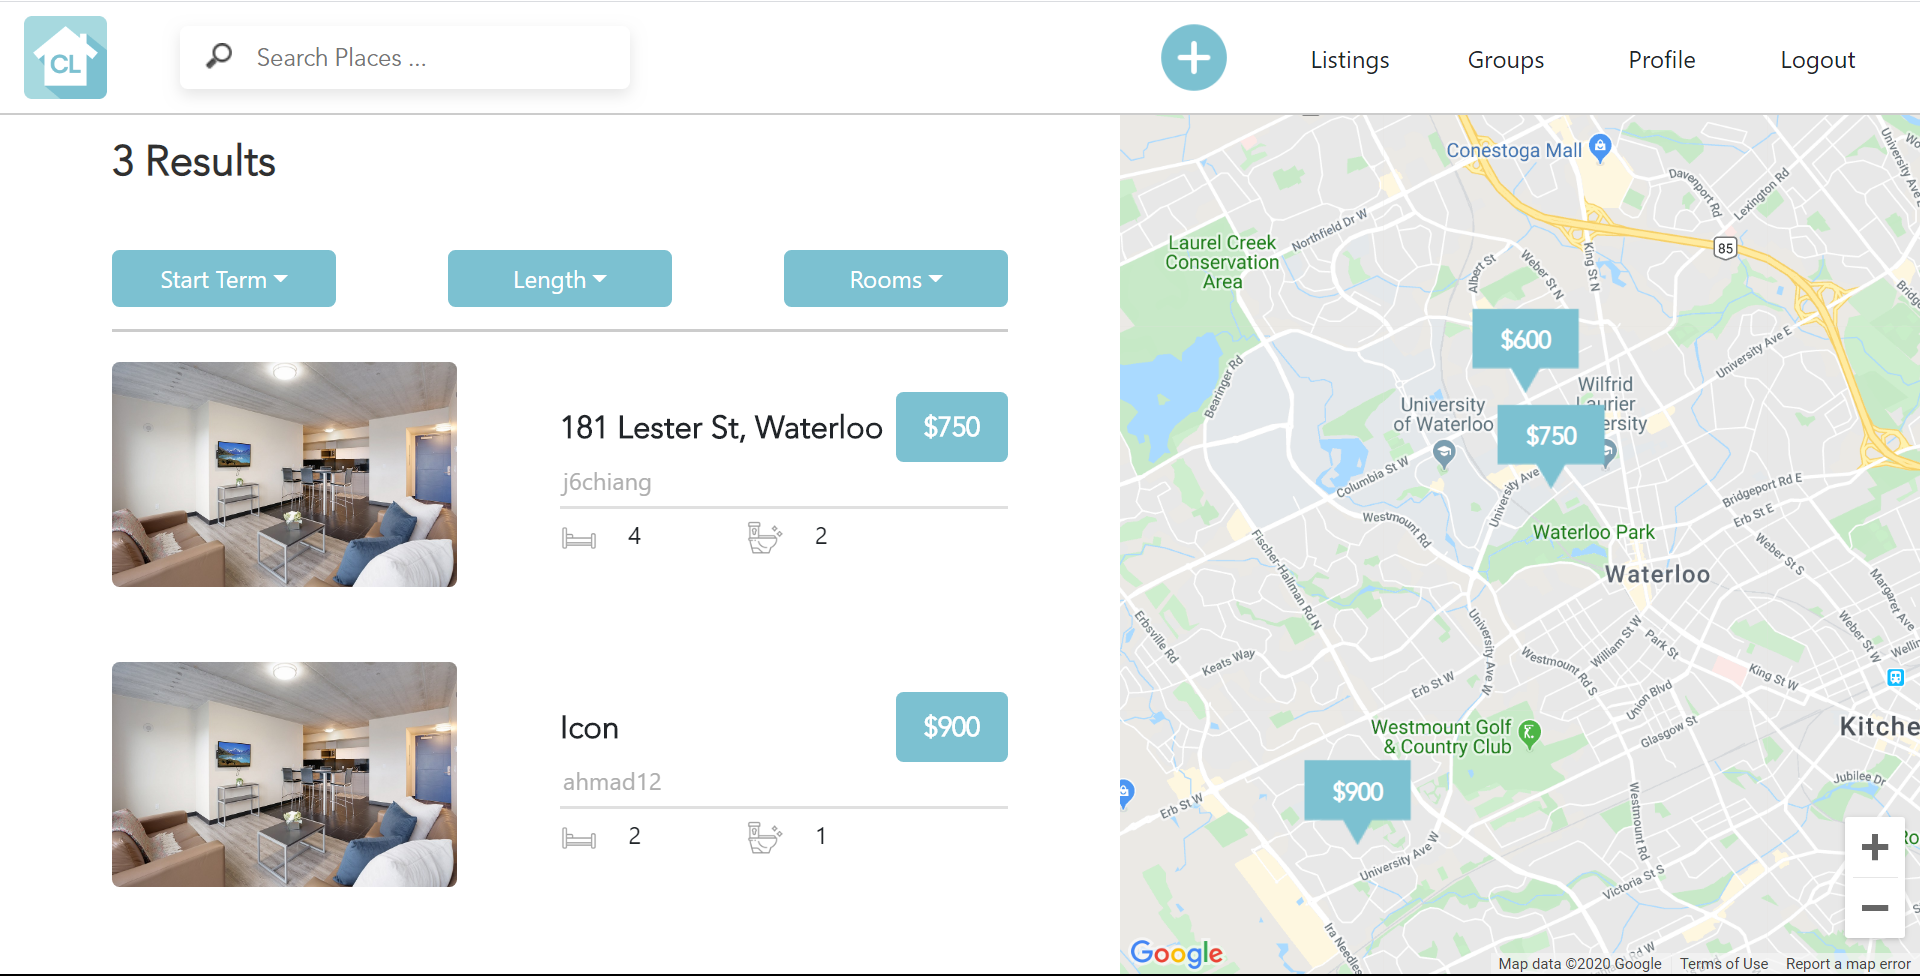 CL
Search Places ...
Listings
Groups
Profile
Logout
3 Results
Start Term
Length
Rooms
181 Lester St, Waterloo
$750
j6chiang
4
2
Icon
$900
ahmad12
2
1
Conestoga Mall
Davenport Rd
Lexington Rd
University Ave
Laurel Creek
Conservation
Area
Northfield Dr W
85
King St N
Albert St
Weber St N
$600
University Ave E
Bearinger Rd
Wilfrid
Laurier
University
of Waterloo
$750
Columbia St W
University Ave
Bridgeport Rd E
Erb St E
Westmount Rd
Waterloo Park
Fischer-Hallman Rd N
Waterloo
Weber St S
Margaret Ave
Erbsville Rd
University Ave W
Park St
William St W
Weber St W
Keats Way
Westmount Rd S
King St W
Erb St W
Union Blvd
Westmount Golf
& Country Club
Glasgow St
Kitche
Jubilee Dr
$900
Erb St W
Westmount Rd W
University Ave W
Victoria St S
Ira Needles
Google
Map data ©2020 Google
Terms of Use
Report a map error